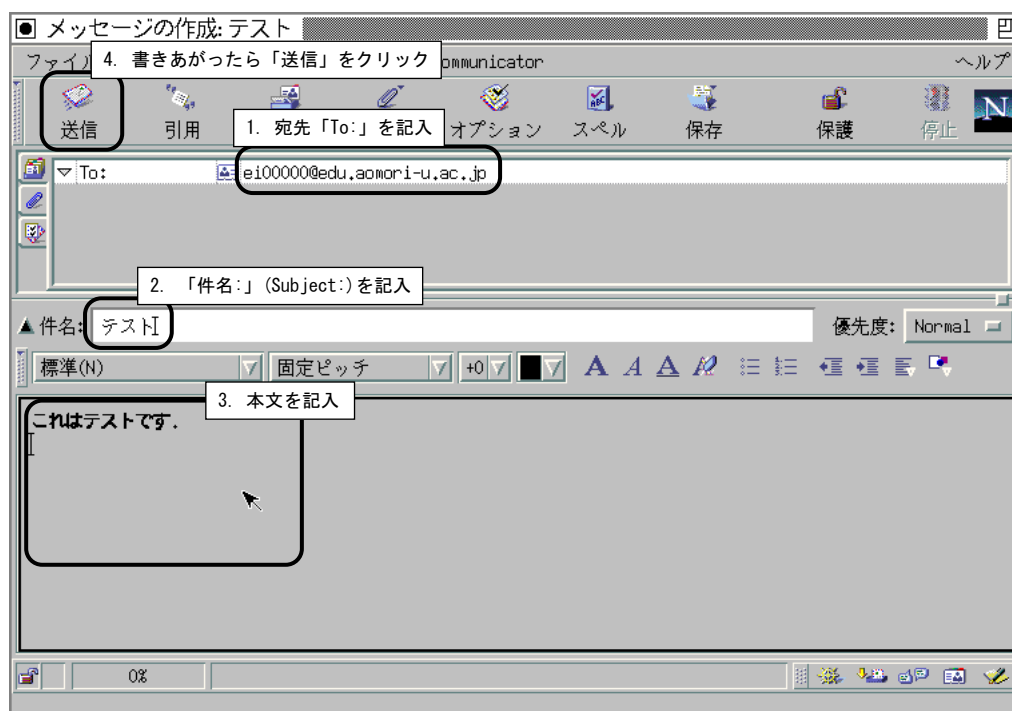 メッセージの作成: テスト
4. 書きあがったら「送信」をクリック
ヘルプ
送信 引用 1. 宛先「To:」を記入 オプション スペル 保存 保護 停止
N
To: ei00000@edu.aomori-u.ac.jp
2. 「件名:」(Subject:)を記入
件名: テスト 優先度: Normal
標準(N) 固定ピッチ +0 A A A
3. 本文を記入
これはテストです.
0%